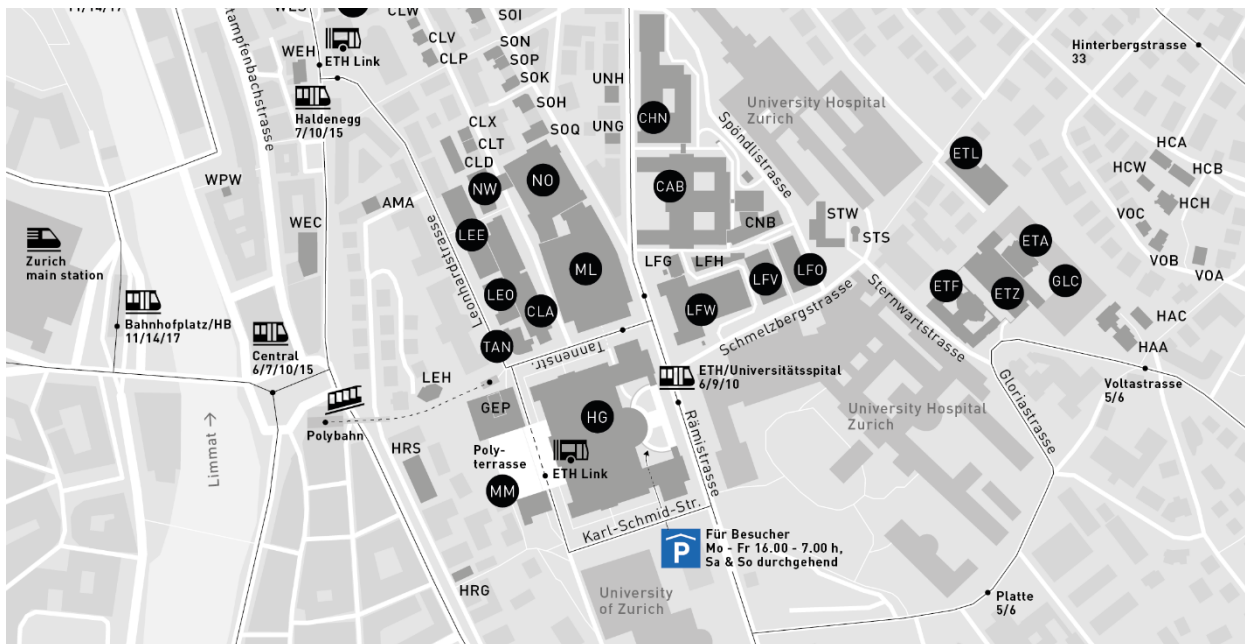 11/14/17
WES
CLW
SOI
Hinterbergstrasse
33
WEH
ETH Link
CLV
CLP
SON
SOP
SOK
UNH
University Hospital
Zurich
Stampfenbachstrasse
Haldenegg
7/10/15
SOH
CLX
CLT
CLD
SOQ
UNG
CHN
Spöndlistrasse
ETL
HCA
HCW
HCB
HCH
WPW
AMA
NW
NO
CAB
CNB
STW
STS
VOC
VOB
VOA
Zurich
main station
WEC
Leonhardstrasse
LEE
ML
LFG
LFH
LFV
LFO
ETA
Bahnhofplatz/HB
11/14/17
LEO
CLA
LFW
ETF
ETZ
GLC
Central
6/7/10/15
TAN
Tannenstr.
Schmelzbergstrasse
Sternwartstrasse
HAC
HAA
LEH
ETH/Universitätsspital
6/9/10
Voltastrasse
5/6
GEP
HG
Rämistrasse
University Hospital
Zurich
Gloriastrasse
Polybahn
Limmat →
HRS
Poly-
terrasse
ETH Link
MM
Karl-Schmid-Str.
P
Für Besucher
Mo - Fr 16.00 - 7.00 h,
Sa & So durchgehend
HRG
University
of Zurich
Platte
5/6